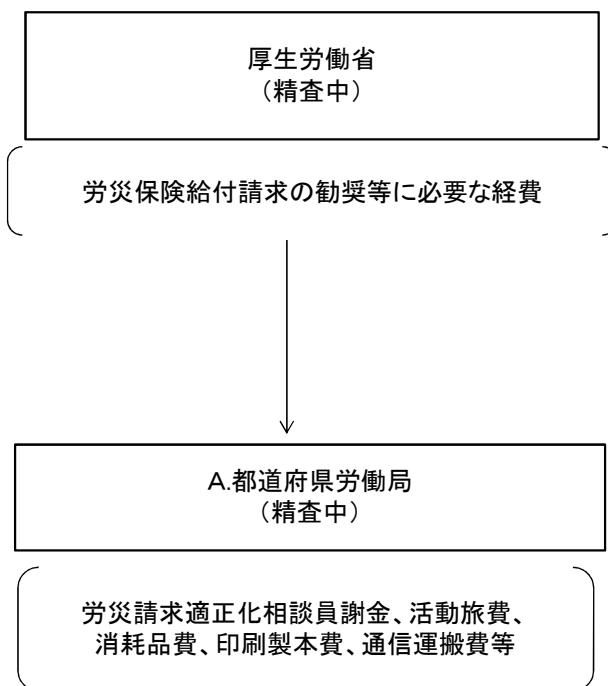 厚生労働省
（精査中）
労災保険給付請求の勧奨等に必要な経費
A.都道府県労働局
（精査中）
労災請求適正化相談員謝金、活動旅費、
消耗品費、印刷製本費、通信運搬費等